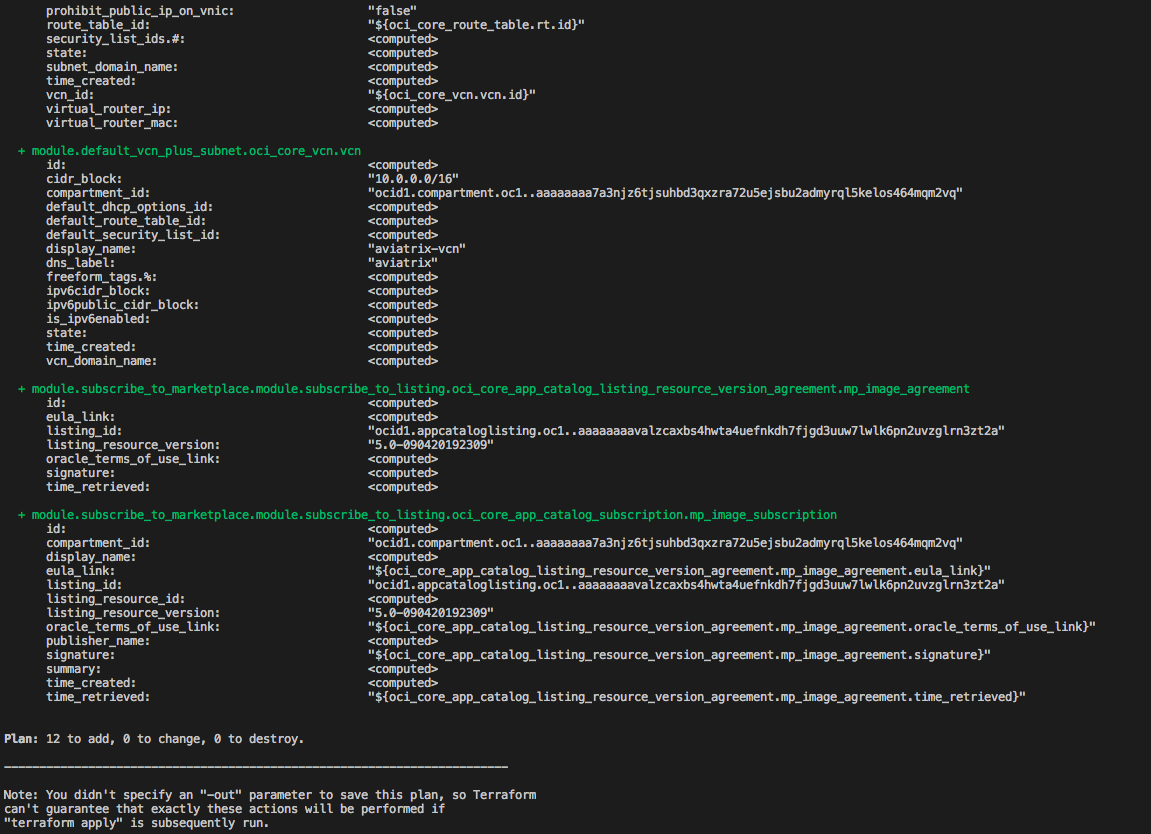 prohibit_public_ip_on_vnic: "false"
route_table_id: "${oci_core_route_table.rt.id}"
security_list_ids.#: <computed>
state: <computed>
subnet_domain_name: <computed>
time_created: <computed>
vcn_id: "${oci_core_vcn.vcn.id}"
virtual_router_ip: <computed>
virtual_router_mac: <computed>
+ module.default_vcn_plus_subnet.oci_core_vcn.vcn
id: <computed>
cidr_block: "10.0.0.0/16"
compartment_id: "ocid1.compartment.oc1..aaaaaaaa7a3njz6tjsuhbd3qxzra72u5ejsbu2admyrql5kelos464mqm2vq"
default_dhcp_options_id: <computed>
default_route_table_id: <computed>
default_security_list_id: <computed>
display_name: "aviatrix-vcn"
dns_label: "aviatrix"
freeform_tags.%: <computed>
ipv6cidr_block: <computed>
ipv6public_cidr_block: <computed>
is_ipv6enabled: <computed>
state: <computed>
time_created: <computed>
vcn_domain_name: <computed>
+ module.subscribe_to_marketplace.module.subscribe_to_listing.oci_core_app_catalog_listing_resource_version_agreement.mp_image_agreement
id: <computed>
eula_link: <computed>
listing_id: "ocid1.appcataloglisting.oc1..aaaaaaaavalzcaxbs4hwta4uefnkdh7fjgd3uuw7lwlk6pn2uvzglrn3zt2a"
listing_resource_version: "5.0-090420192309"
oracle_terms_of_use_link: <computed>
signature: <computed>
time_retrieved: <computed>
+ module.subscribe_to_marketplace.module.subscribe_to_listing.oci_core_app_catalog_subscription.mp_image_subscription
id: <computed>
compartment_id: "ocid1.compartment.oc1..aaaaaaaa7a3njz6tjsuhbd3qxzra72u5ejsbu2admyrql5kelos464mqm2vq"
display_name: <computed>
eula_link: "${oci_core_app_catalog_listing_resource_version_agreement.mp_image_agreement.eula_link}"
listing_id: "ocid1.appcataloglisting.oc1..aaaaaaaavalzcaxbs4hwta4uefnkdh7fjgd3uuw7lwlk6pn2uvzglrn3zt2a"
listing_resource_id: <computed>
listing_resource_version: "5.0-090420192309"
oracle_terms_of_use_link: "${oci_core_app_catalog_listing_resource_version_agreement.mp_image_agreement.oracle_terms_of_use_link}"
publisher_name: <computed>
signature: "${oci_core_app_catalog_listing_resource_version_agreement.mp_image_agreement.signature}"
summary: <computed>
time_created: <computed>
time_retrieved: "${oci_core_app_catalog_listing_resource_version_agreement.mp_image_agreement.time_retrieved}"
Plan: 12 to add, 0 to change, 0 to destroy.
------------------------------------------------------------------------
Note: You didn't specify an "-out" parameter to save this plan, so Terraform
can't guarantee that exactly these actions will be performed if
"terraform apply" is subsequently run.